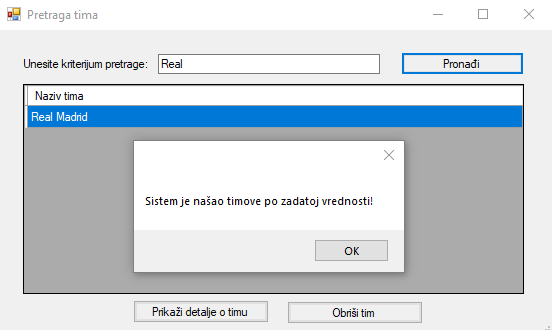 Pretraga tima
Unesite kriterijum pretrage: Real Pronađi
Naziv tima
Real Madrid
Sistem je našao timove po zadatoj vrednosti!
OK
Prikaži detalje o timu Obriši tim